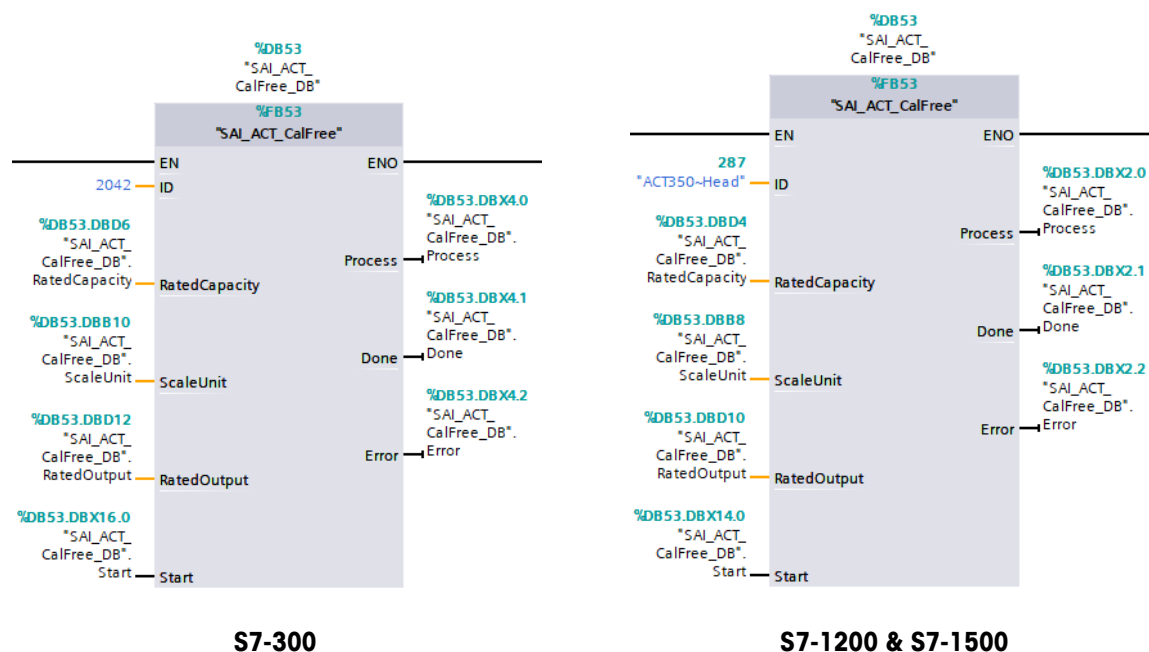 %DB53
"SAI_ACT_
CalFree_DB"
%FB53
"SAI_ACT_CalFree"
EN
ENO
2042
ID
%DB53.DBX4.0
"SAI_ACT_
CalFree_DB".
Process
Process
%DB53.DBD6
"SAI_ACT_
CalFree_DB".
RatedCapacity
RatedCapacity
%DB53.DBX4.1
"SAI_ACT_
CalFree_DB".
Done
Done
%DB53.DBB10
"SAI_ACT_
CalFree_DB".
ScaleUnit
ScaleUnit
%DB53.DBX4.2
"SAI_ACT_
CalFree_DB".
Error
Error
%DB53.DBD12
"SAI_ACT_
CalFree_DB".
RatedOutput
RatedOutput
%DB53.DBX16.0
"SAI_ACT_
CalFree_DB".
Start
Start
S7-300
%DB53
"SAI_ACT_
CalFree_DB"
%FB53
"SAI_ACT_CalFree"
EN
ENO
287
"ACT350~Head"
ID
%DB53.DBX2.0
"SAI_ACT_
CalFree_DB".
Process
Process
%DB53.DBD4
"SAI_ACT_
CalFree_DB".
RatedCapacity
RatedCapacity
%DB53.DBX2.1
"SAI_ACT_
CalFree_DB".
Done
Done
%DB53.DBB8
"SAI_ACT_
CalFree_DB".
ScaleUnit
ScaleUnit
%DB53.DBX2.2
"SAI_ACT_
CalFree_DB".
Error
Error
%DB53.DBD10
"SAI_ACT_
CalFree_DB".
RatedOutput
RatedOutput
%DB53.DBX14.0
"SAI_ACT_
CalFree_DB".
Start
Start
S7-1200 & S7-1500